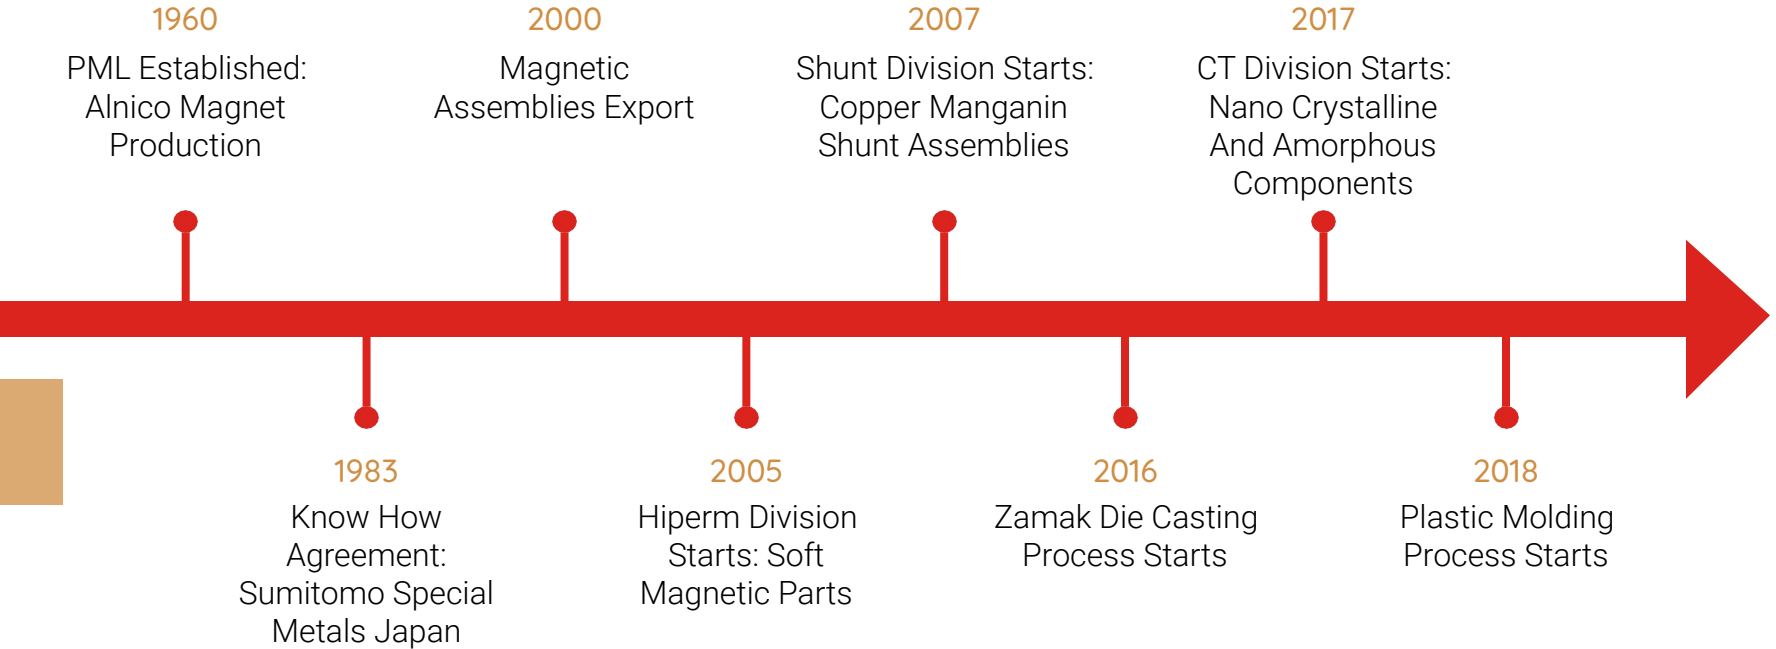 1960
PML Established:
Alnico Magnet
Production
1983
Know How
Agreement:
Sumitomo Special
Metals Japan
2000
Magnetic
Assemblies Export
2005
Hiperm Division
Starts: Soft
Magnetic Parts
2007
Shunt Division Starts:
Copper Manganin
Shunt Assemblies
2016
Zamak Die Casting
Process Starts
2017
CT Division Starts:
Nano Crystalline
And Amorphous
Components
2018
Plastic Molding
Process Starts